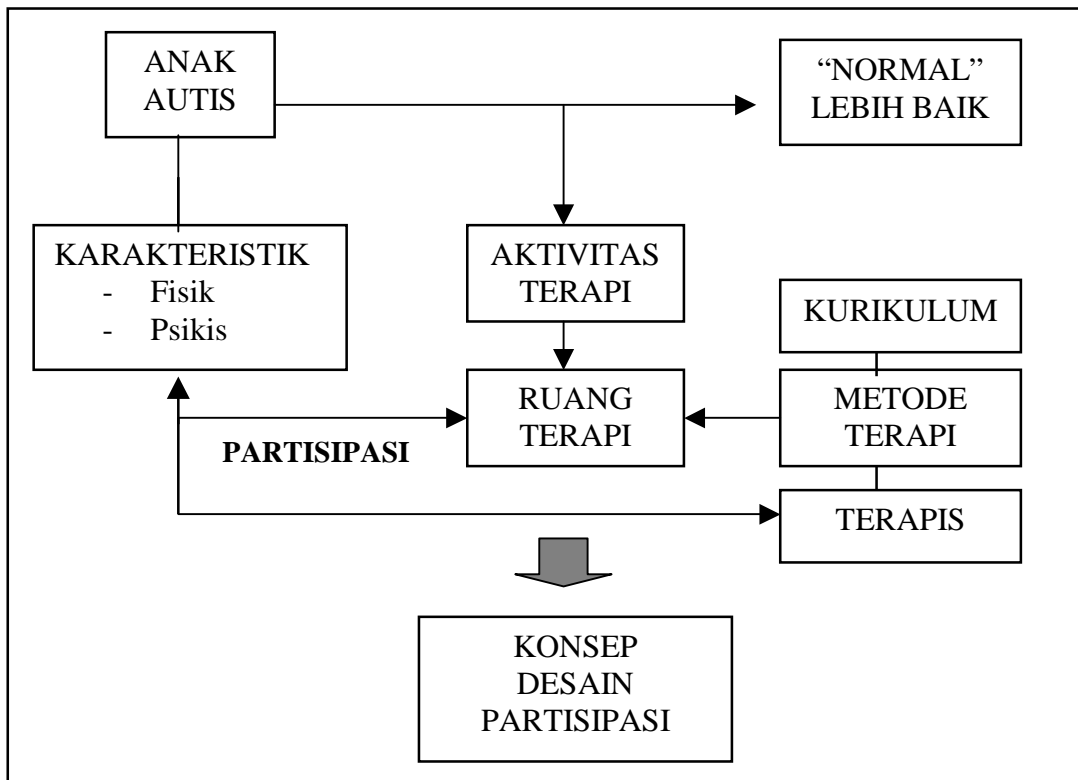 ANAK
AUTIS
“NORMAL”
LEBIH BAIK
KARAKTERISTIK
- Fisik
- Psikis
AKTIVITAS
TERAPI
KURIKULUM
RUANG
TERAPI
METODE
TERAPI
PARTISIPASI
TERAPIS
KONSEP
DESAIN
PARTISIPASI